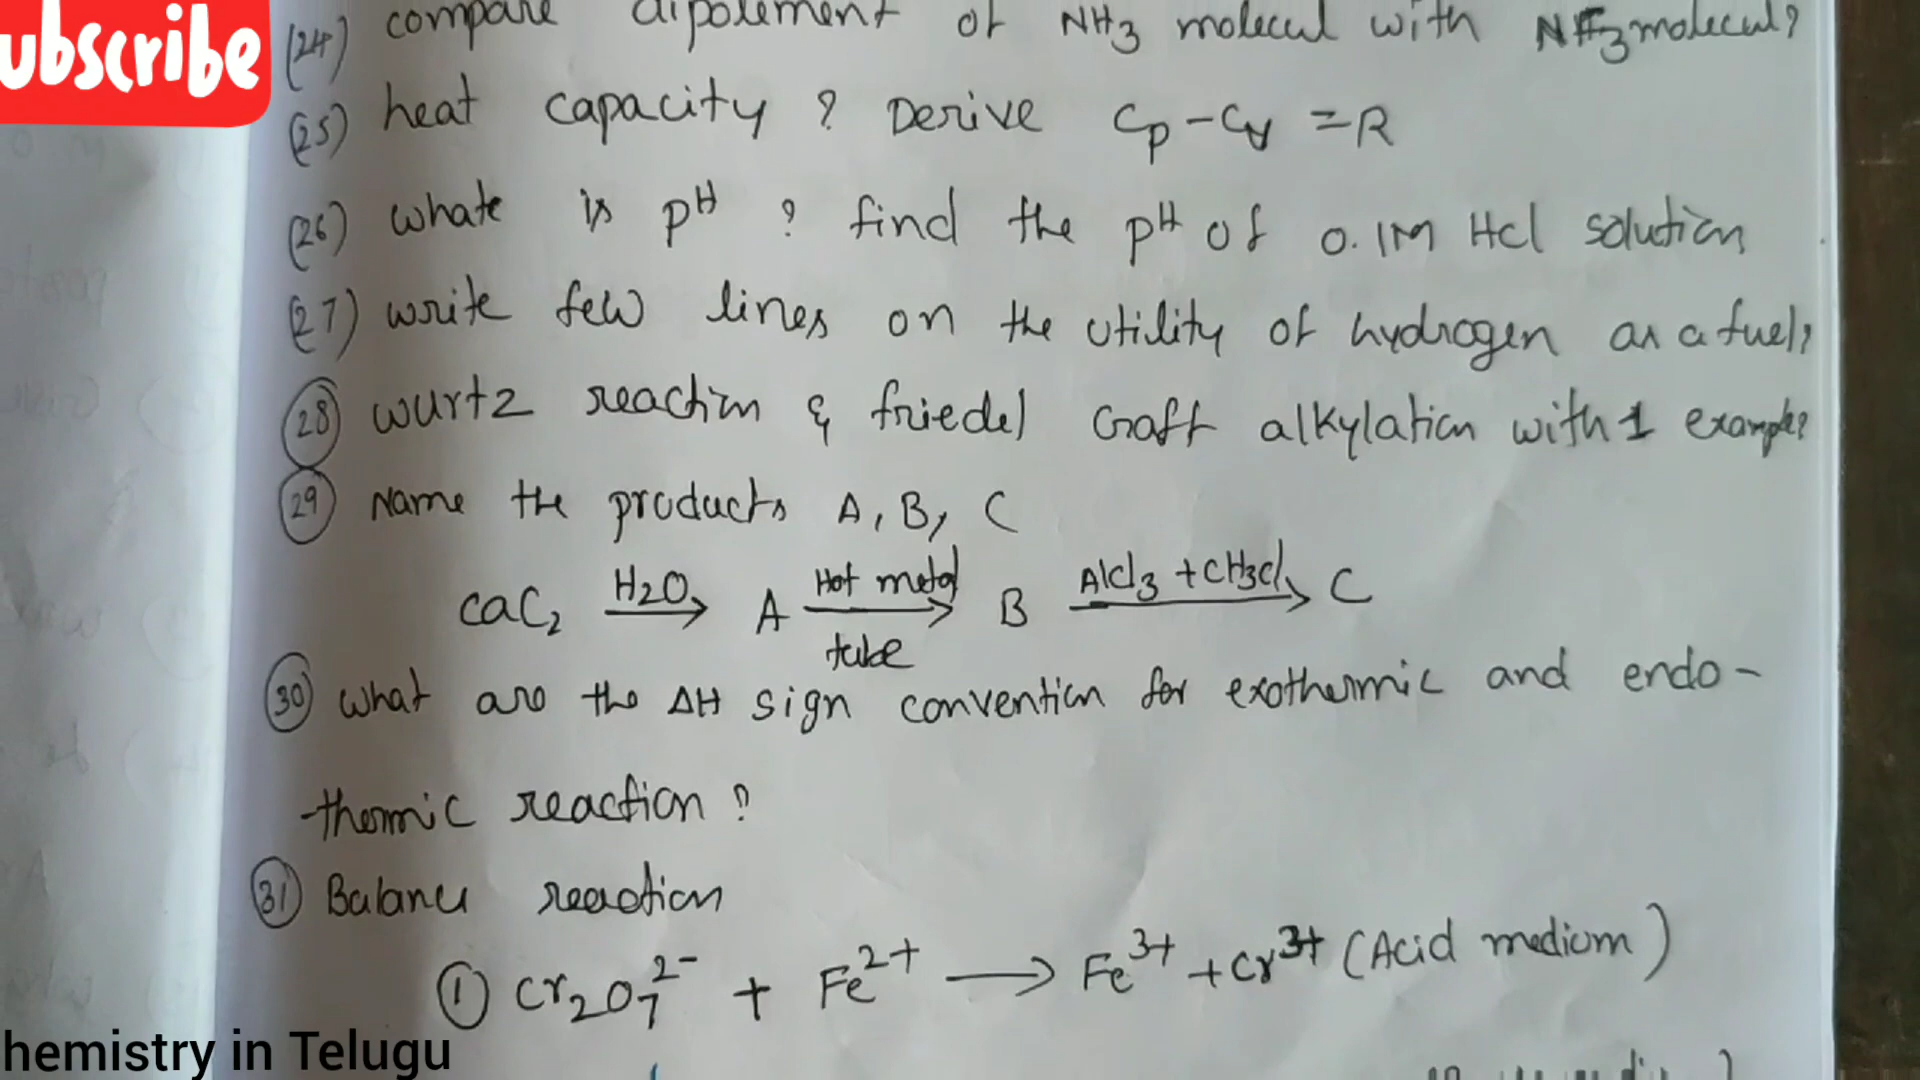 ubscribe
(24) compare dipolement of NH3 molecul with NF3 molecul?
(25) heat capacity ? Derive Cp - Cv = R
(26) whate is pH ? find the pH of 0.1M Hcl solution
(27) write few lines on the utility of hydrogen as a fuel?
(28) wurtz reaction & friedel craft alkylation with 1 example?
(29) Name the products A, B, C
caC2 H2O→ A Hot metal tube→ B Alcl3 + CH3cl→ C
(30) what are the ΔH sign convention for exothermic and endo-
thermic reaction ?
(31) Balance reaction
(1) Cr2O7 2- + Fe2+ → Fe3+ + Cr3+ (Acid medium)
hemistry in Telugu